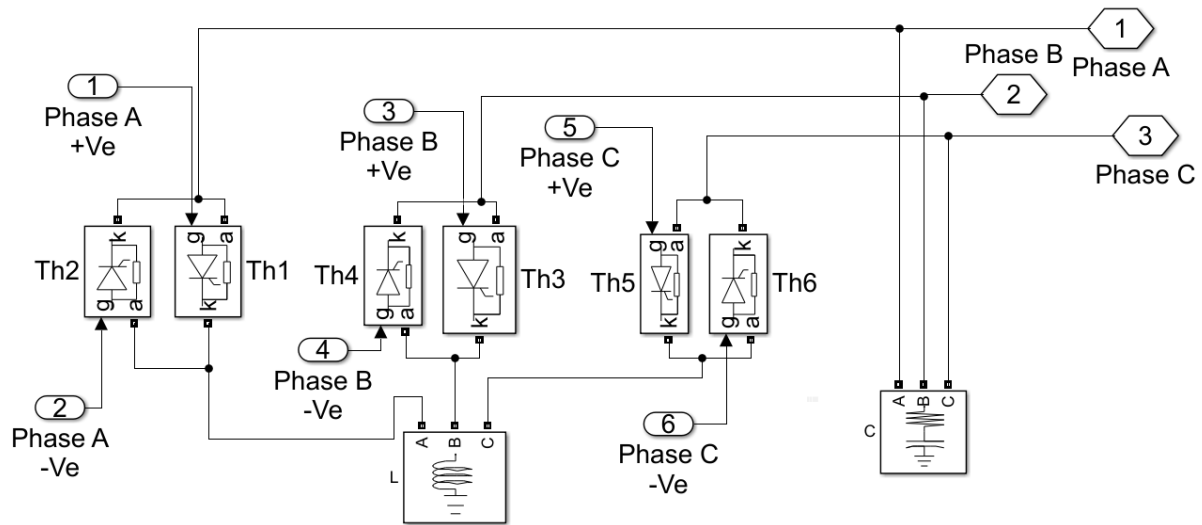 1
Phase A
Phase B
2
3
Phase C
1
Phase A
+Ve
3
Phase B
+Ve
5
Phase C
+Ve
k
g a
Th2
Th1
g a
k
k
g a
Th4
Th3
g a
k
g a
k
Th5
Th6
k
g a
4
Phase B
-Ve
2
Phase A
-Ve
6
Phase C
-Ve
A B C
L
A B C
C